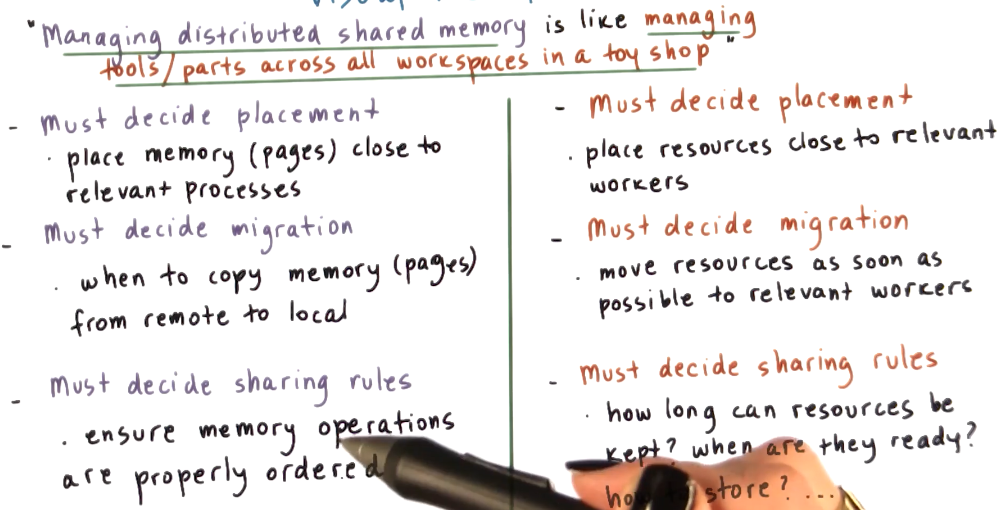 "Managing distributed shared memory is like managing
tools/parts across all workspaces in a toy shop"
- Must decide placement
· place memory (pages) close to
relevant processes
- Must decide migration
· when to copy memory (pages)
from remote to local
- Must decide sharing rules
· ensure memory operations
are properly ordered
- Must decide placement
· place resources close to relevant
workers
- Must decide migration
· move resources as soon as
possible to relevant workers
- Must decide sharing rules
· how long can resources be
kept? when are they ready?
store? ...